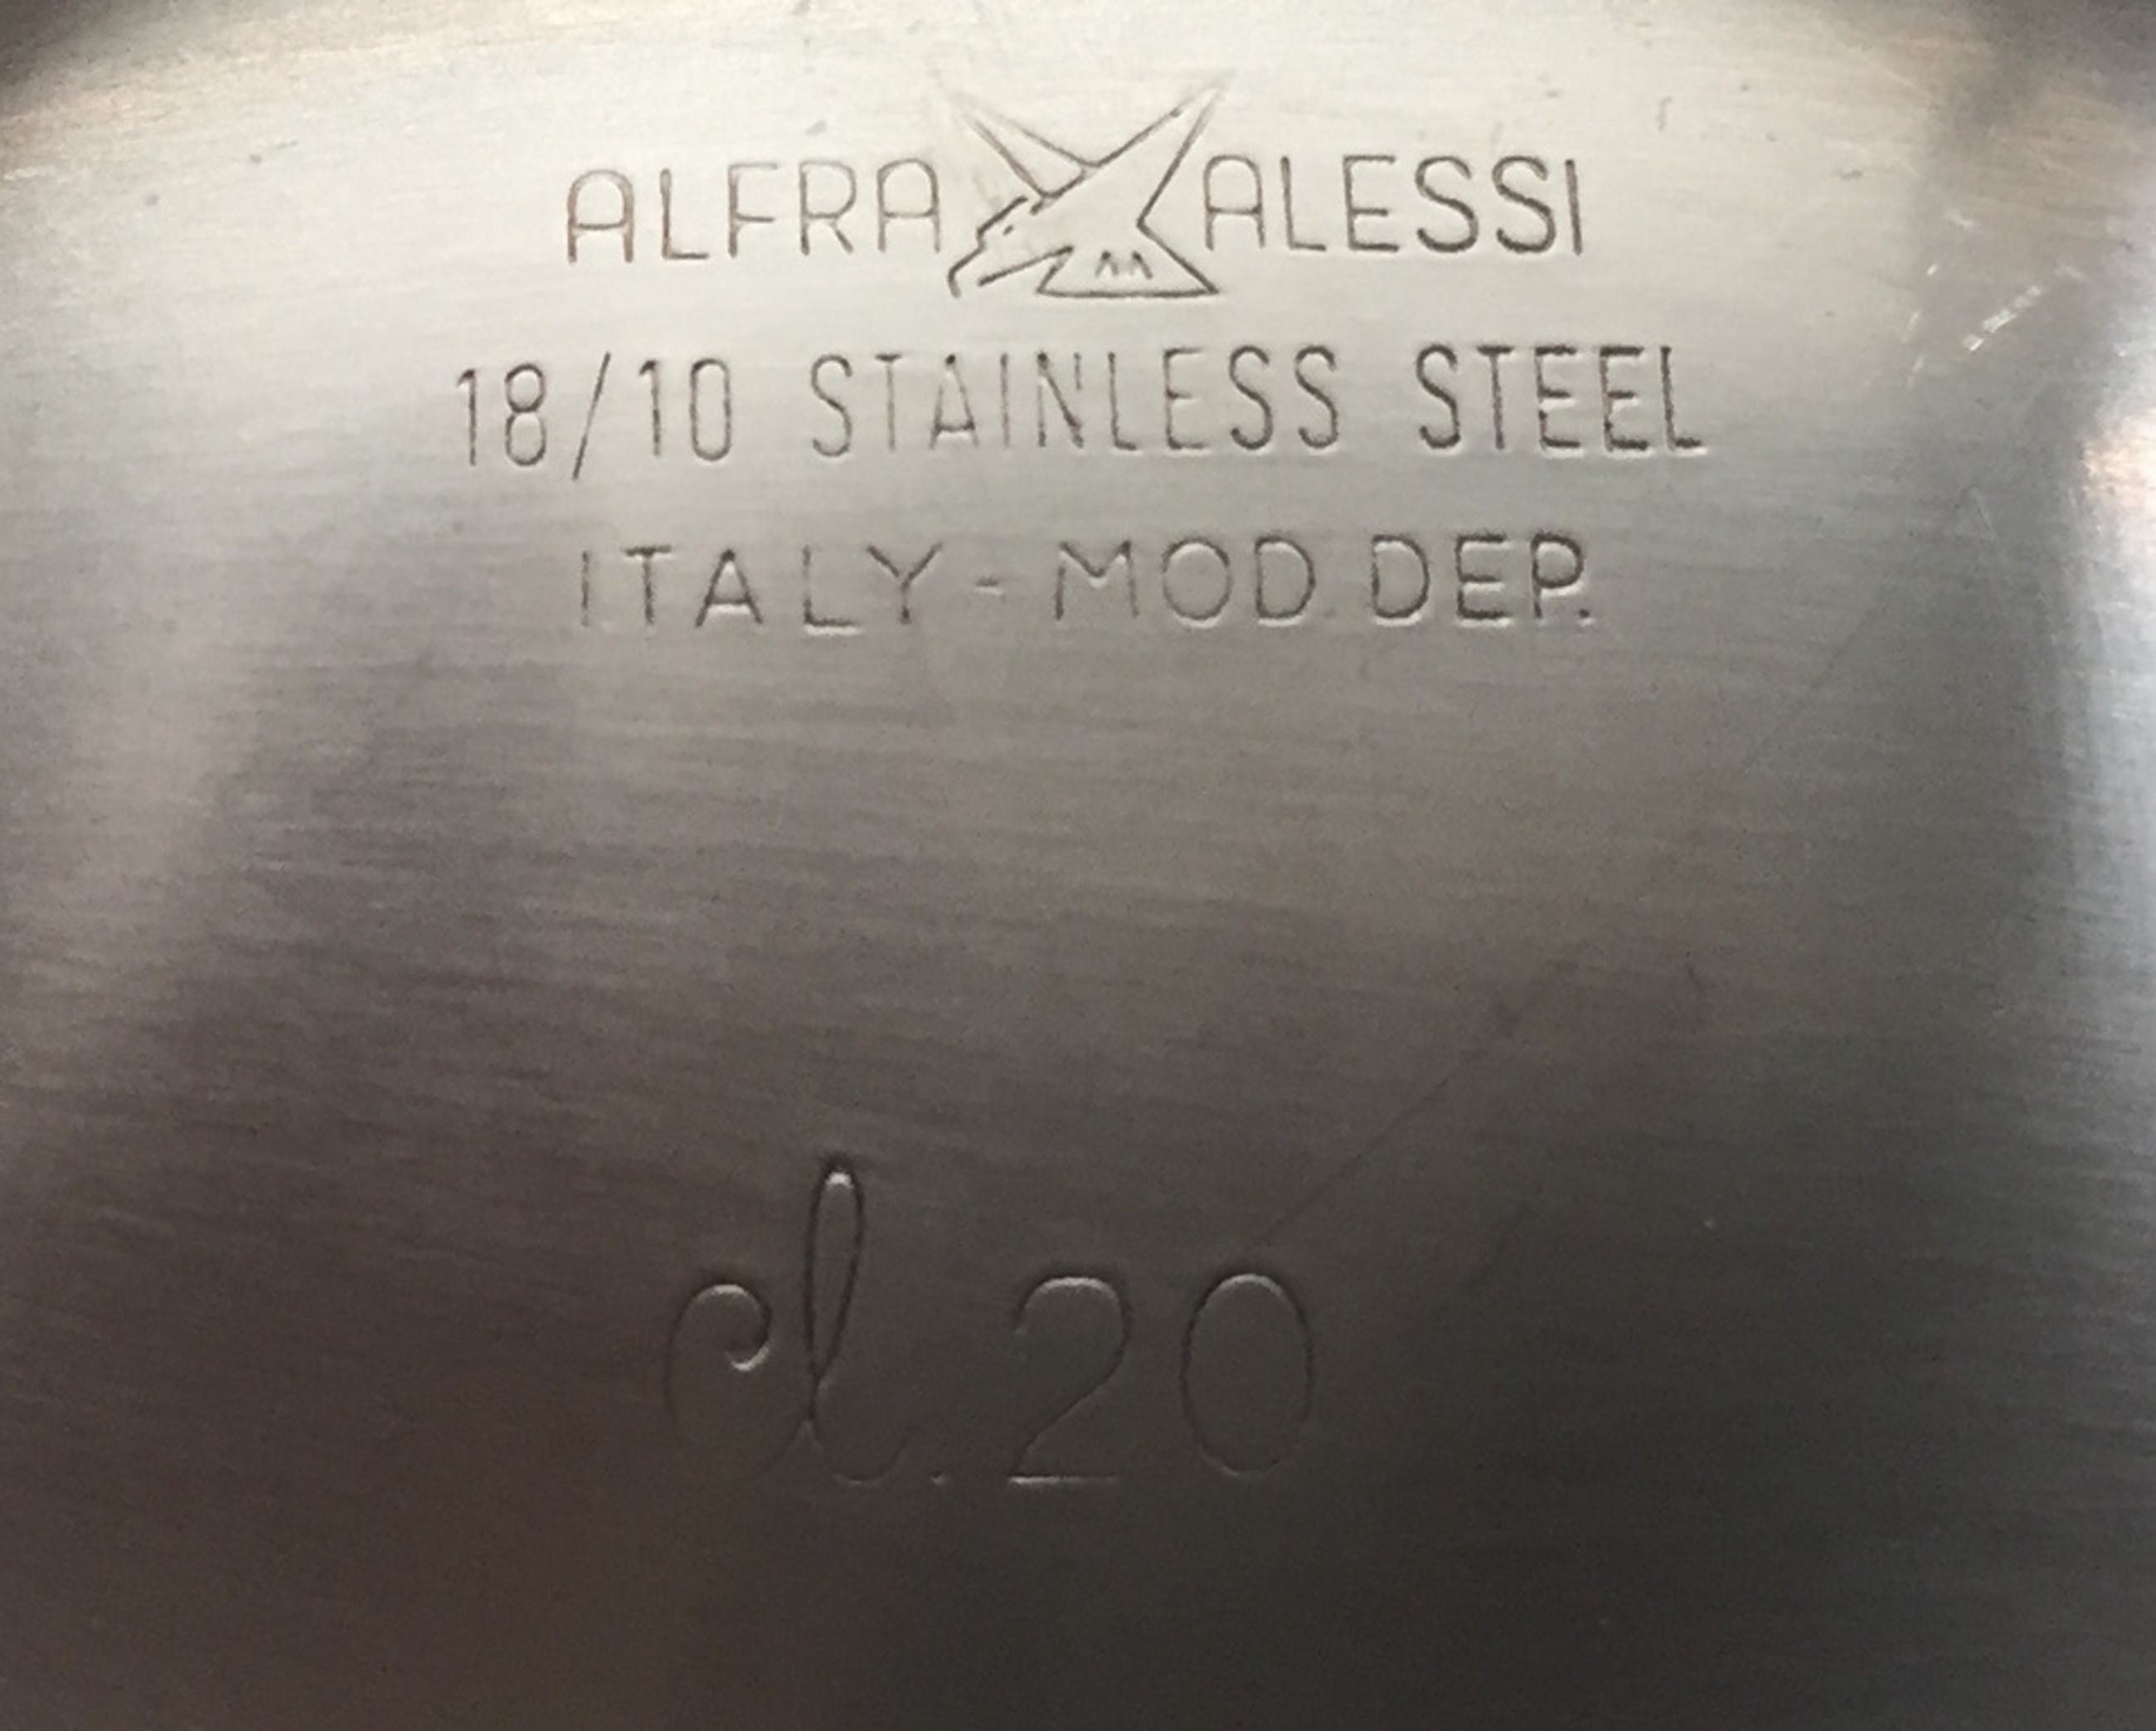 ALFRA ALESSI
18/10 STAINLESS STEEL
ITALY - MOD. DEP.
cl. 20